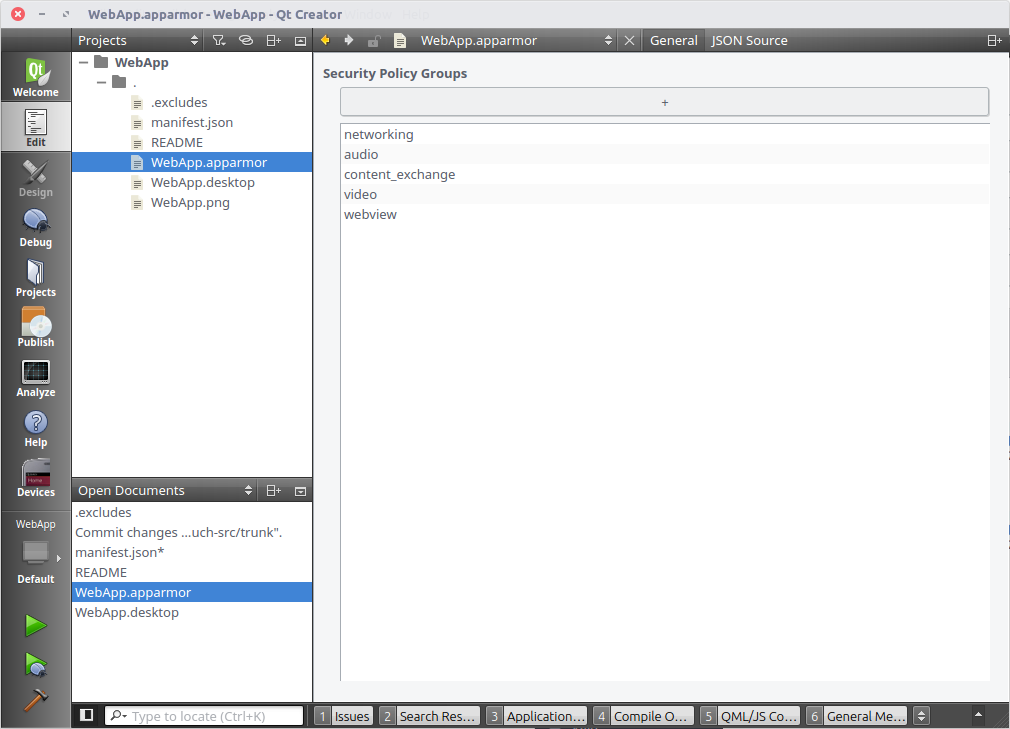 WebApp.apparmor - WebApp - Qt Creator
Projects
WebApp.apparmor
General
JSON Source
Welcome
Edit
Design
Debug
Projects
Publish
Analyze
Help
Devices
WebApp
Default
WebApp
.
.excludes
manifest.json
README
WebApp.apparmor
WebApp.desktop
WebApp.png
Open Documents
.excludes
Commit changes ...uch-src/trunk".
manifest.json*
README
WebApp.apparmor
WebApp.desktop
Security Policy Groups
+
networking
audio
content_exchange
video
webview
Type to locate (Ctrl+K)
1 Issues
2 Search Res...
3 Application...
4 Compile O...
5 QML/JS Co...
6 General Me...